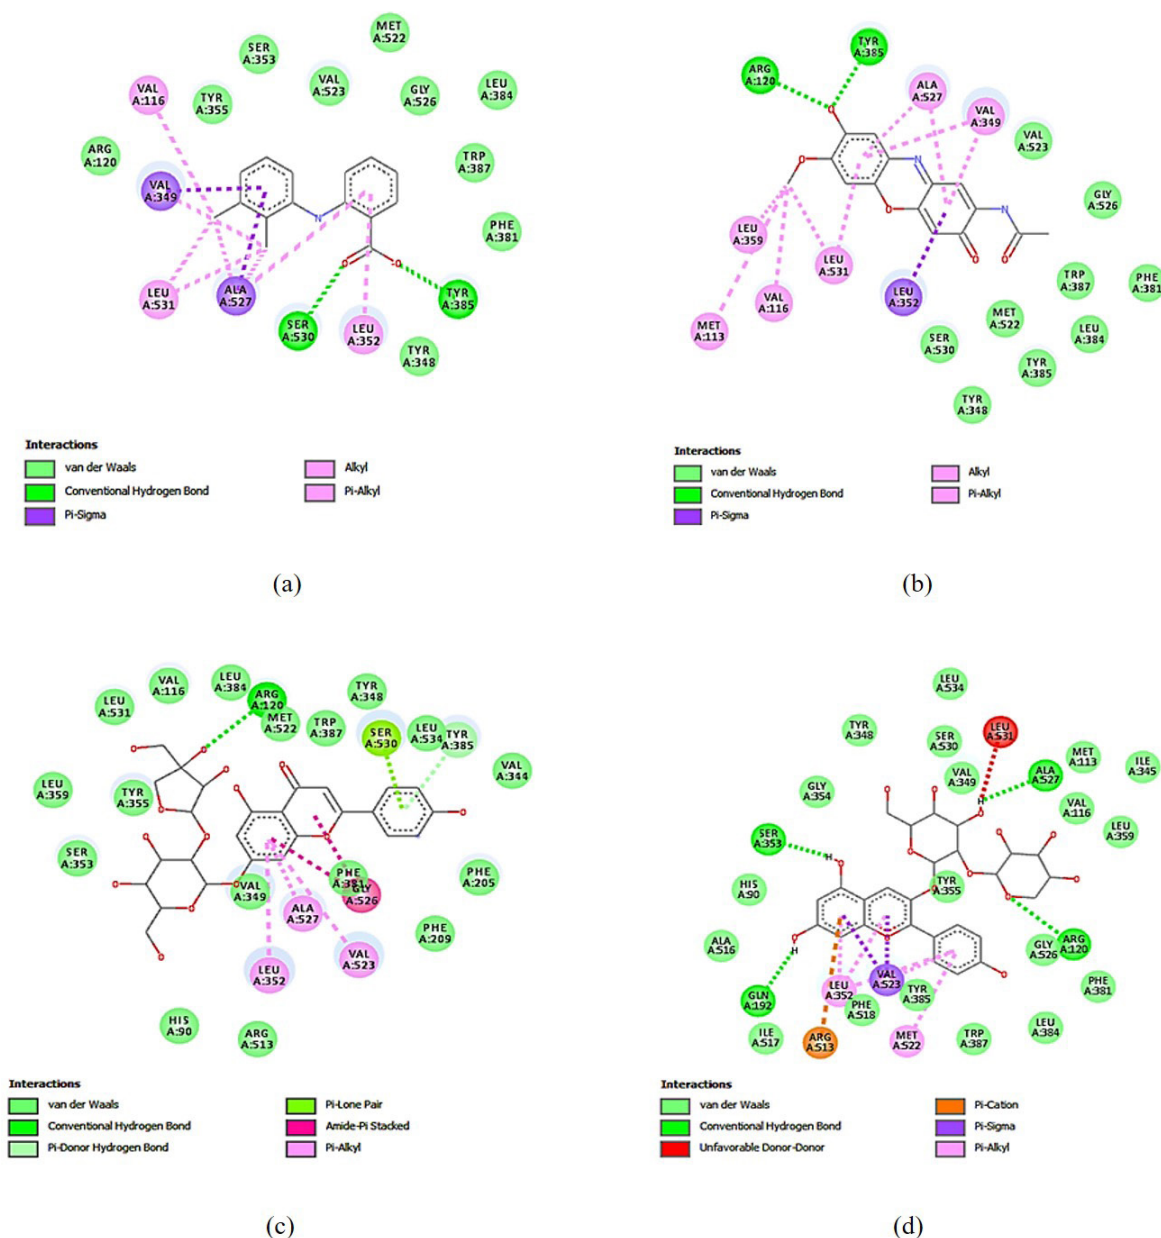 MET
A:522
SER
A:353
VAL
A:523
VAL
A:116
TYR
A:355
GLY
A:526
LEU
A:384
ARG
A:120
TRP
A:387
VAL
A:349
N
PHE
A:381
O
O
LEU
A:531
ALA
A:527
TYR
A:385
SER
A:530
LEU
A:352
TYR
A:348
Interactions
van der Waals
Conventional Hydrogen Bond
Pi-Sigma
Alkyl
Pi-Alkyl
(a)
TYR
A:385
ARG
A:120
ALA
A:527
VAL
A:349
VAL
A:523
O
O
N
O
N
O
O
GLY
A:526
LEU
A:359
LEU
A:531
LEU
A:352
TRP
A:387
PHE
A:381
VAL
A:116
MET
A:113
SER
A:530
MET
A:522
LEU
A:384
TYR
A:385
TYR
A:348
Interactions
van der Waals
Conventional Hydrogen Bond
Pi-Sigma
Alkyl
Pi-Alkyl
(b)
LEU
A:531
VAL
A:116
LEU
A:384
ARG
A:120
MET
A:522
TRP
A:387
TYR
A:348
SER
A:530
LEU
A:534
TYR
A:385
VAL
A:344
LEU
A:359
TYR
A:355
SER
A:353
VAL
A:349
PHE
A:381
GLY
A:526
PHE
A:205
ALA
A:527
VAL
A:523
PHE
A:209
LEU
A:352
HIS
A:90
ARG
A:513
Interactions
van der Waals
Conventional Hydrogen Bond
Pi-Donor Hydrogen Bond
Pi-Lone Pair
Amide-Pi Stacked
Pi-Alkyl
(c)
LEU
A:534
TYR
A:348
SER
A:530
LEU
A:531
VAL
A:349
ALA
A:527
MET
A:113
ILE
A:345
GLY
A:354
VAL
A:116
LEU
A:359
SER
A:353
H
H
HIS
A:90
TYR
A:355
ALA
A:516
H
GLN
A:192
LEU
A:352
VAL
A:523
PHE
A:518
TYR
A:385
GLY
A:526
ARG
A:120
PHE
A:381
ILE
A:517
ARG
A:513
MET
A:522
TRP
A:387
LEU
A:384
Interactions
van der Waals
Conventional Hydrogen Bond
Unfavorable Donor-Donor
Pi-Cation
Pi-Sigma
Pi-Alkyl
(d)